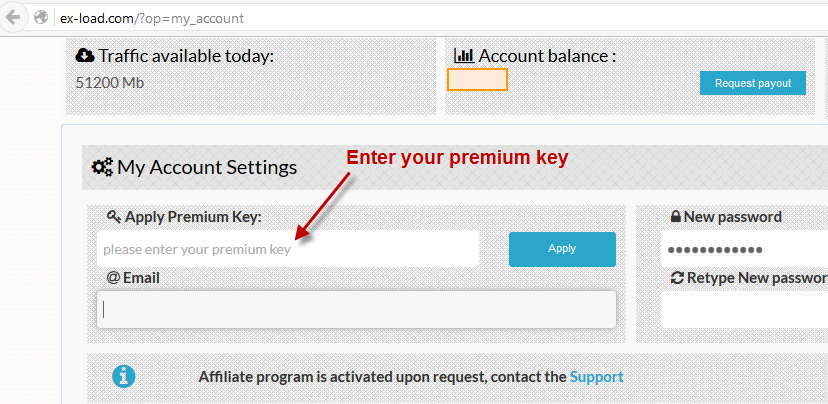 ex-load.com/?op=my_account
Traffic available today:
51200 Mb
Account balance :
Request payout
My Account Settings
Enter your premium key
Apply Premium Key:
please enter your premium key
Apply
@ Email
New password
••••••••••••
Retype New passwor
Affiliate program is activated upon request, contact the Support